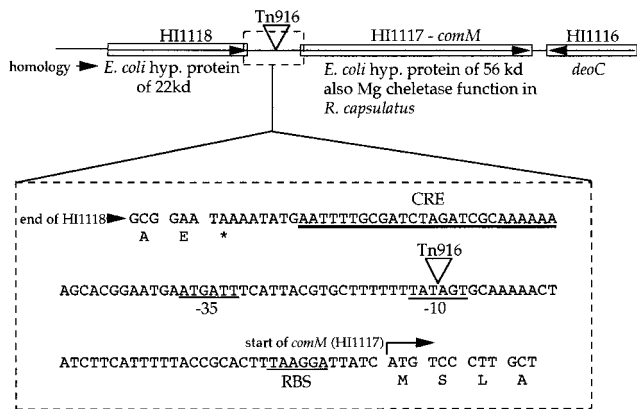 Tn916
HI1118
HI1117 - comM
HI1116
homology
E. coli hyp. protein
of 22kd
E. coli hyp. protein of 56 kd
also Mg cheletase function in
R. capsulatus
deoC
CRE
end of HI1118
GCG GAA TAAAATATGAATTTTGCGATCTAGATCGCAAAAAA
A E *
Tn916
AGCACGGAATGAATGATTTCATTACGTGCTTTTTTTATAGTGCAAAAACT
-35
-10
start of comM (HI1117)
ATCTTCATTTTTACCGCACTTTAAGGATTATC ATG TCC CTT GCT
RBS
M S L A